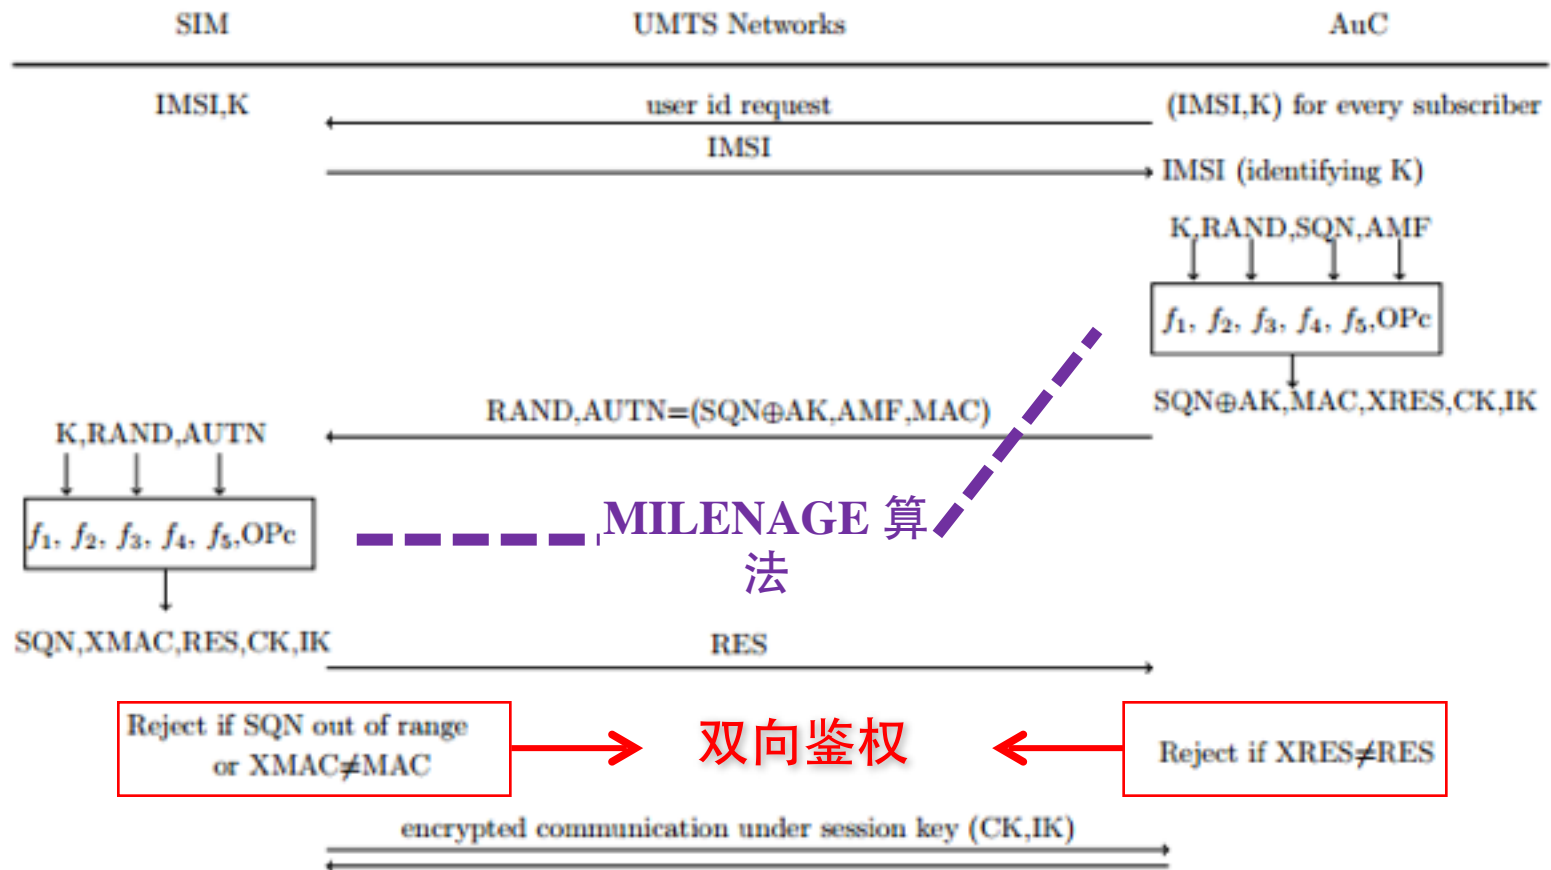 SIM UMTS Networks AuC
IMSI,K user id request (IMSI,K) for every subscriber
IMSI
IMSI (identifying K)
K,RAND,SQN,AMF
f₁, f₂, f₃, f₄, f₅,OPc
SQN⊕AK,MAC,XRES,CK,IK
RAND,AUTN=(SQN⊕AK,AMF,MAC)
K,RAND,AUTN
f₁, f₂, f₃, f₄, f₅,OPc
MILENAGE 算
法
SQN,XMAC,RES,CK,IK
RES
Reject if SQN out of range
or XMAC≠MAC
双向鉴权
Reject if XRES≠RES
encrypted communication under session key (CK,IK)